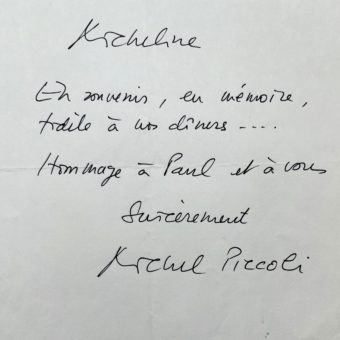 Micheline
En souvenir, en mémoire,
fidèle à nos dîners ....
Hommage à Paul et à vous
Sincèrement
Michel Piccoli